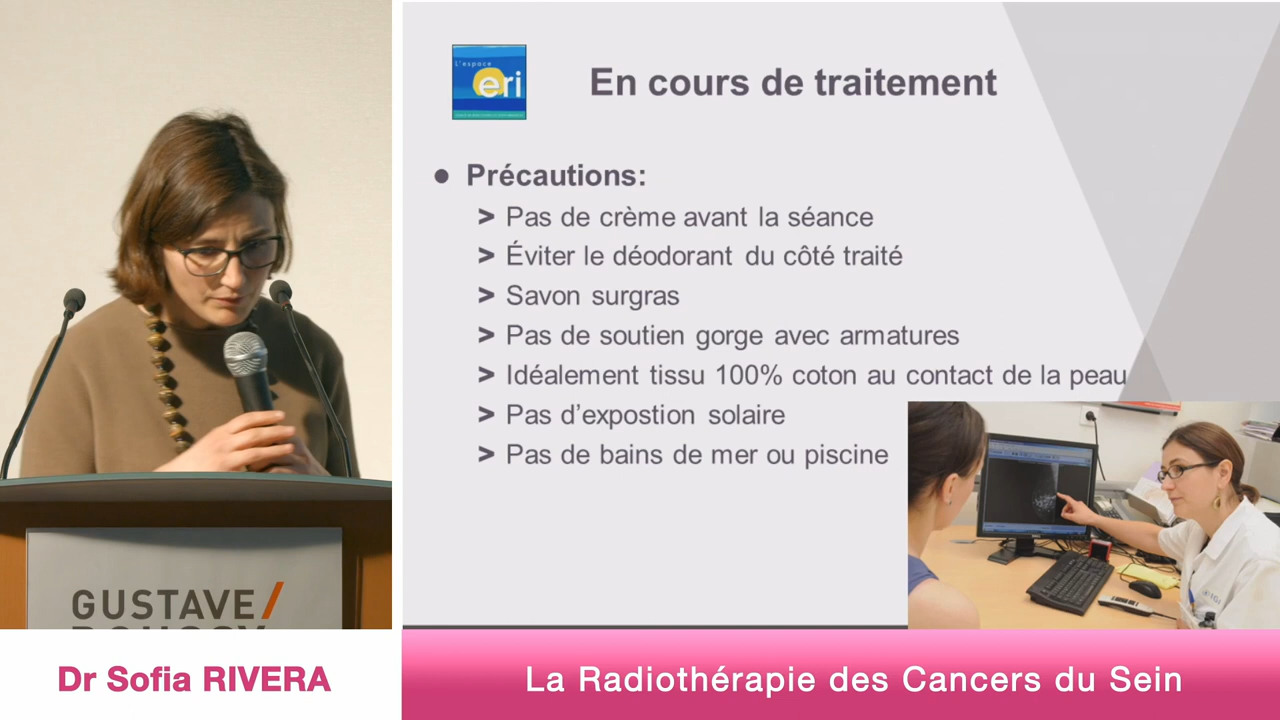 L'espace
eri
En cours de traitement
● Précautions:
> Pas de crème avant la séance
> Éviter le déodorant du côté traité
> Savon surgras
> Pas de soutien gorge avec armatures
> Idéalement tissu 100% coton au contact de la peau
> Pas d'expostion solaire
> Pas de bains de mer ou piscine
GUSTAVE/
Dr Sofia RIVERA
La Radiothérapie des Cancers du Sein